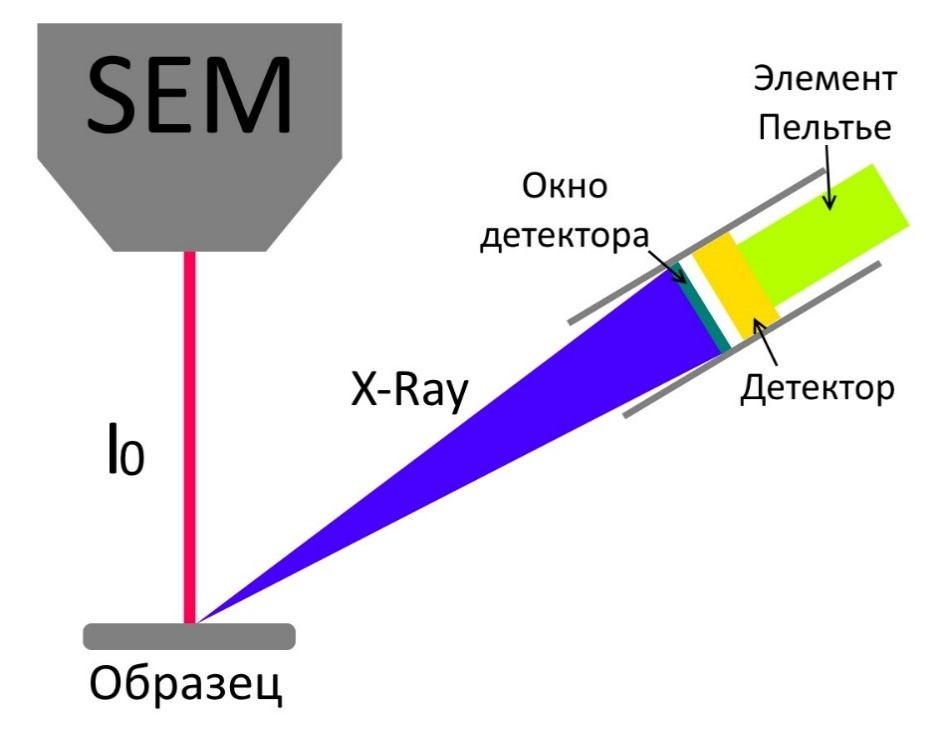 SEM
Элемент
Пельтье
Окно
детектора
X-Ray
Детектор
I0
Образец